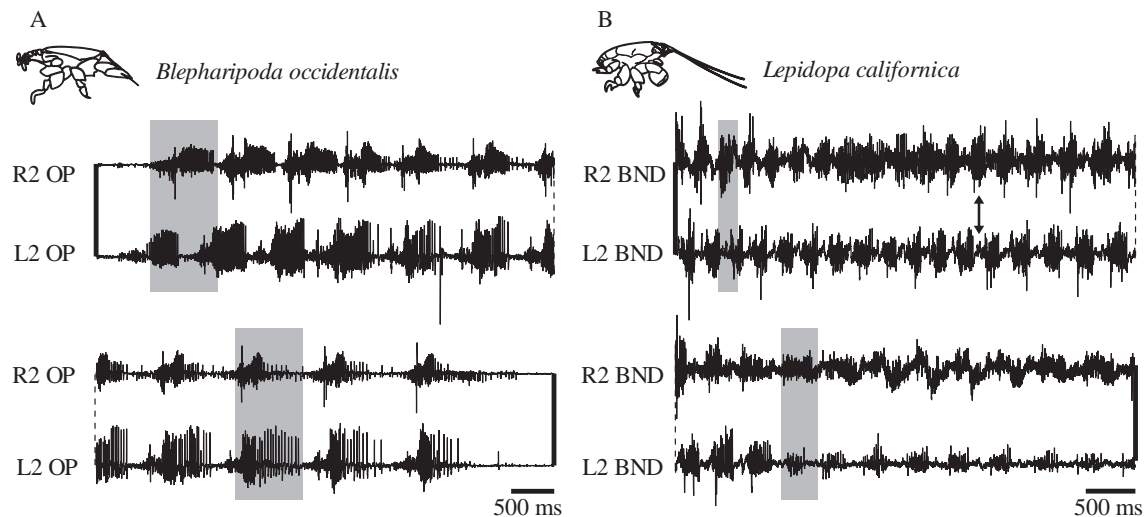 A
Blepharipoda occidentalis
R2 OP
L2 OP
R2 OP
L2 OP
500 ms
B
Lepidopa californica
R2 BND
L2 BND
R2 BND
L2 BND
500 ms